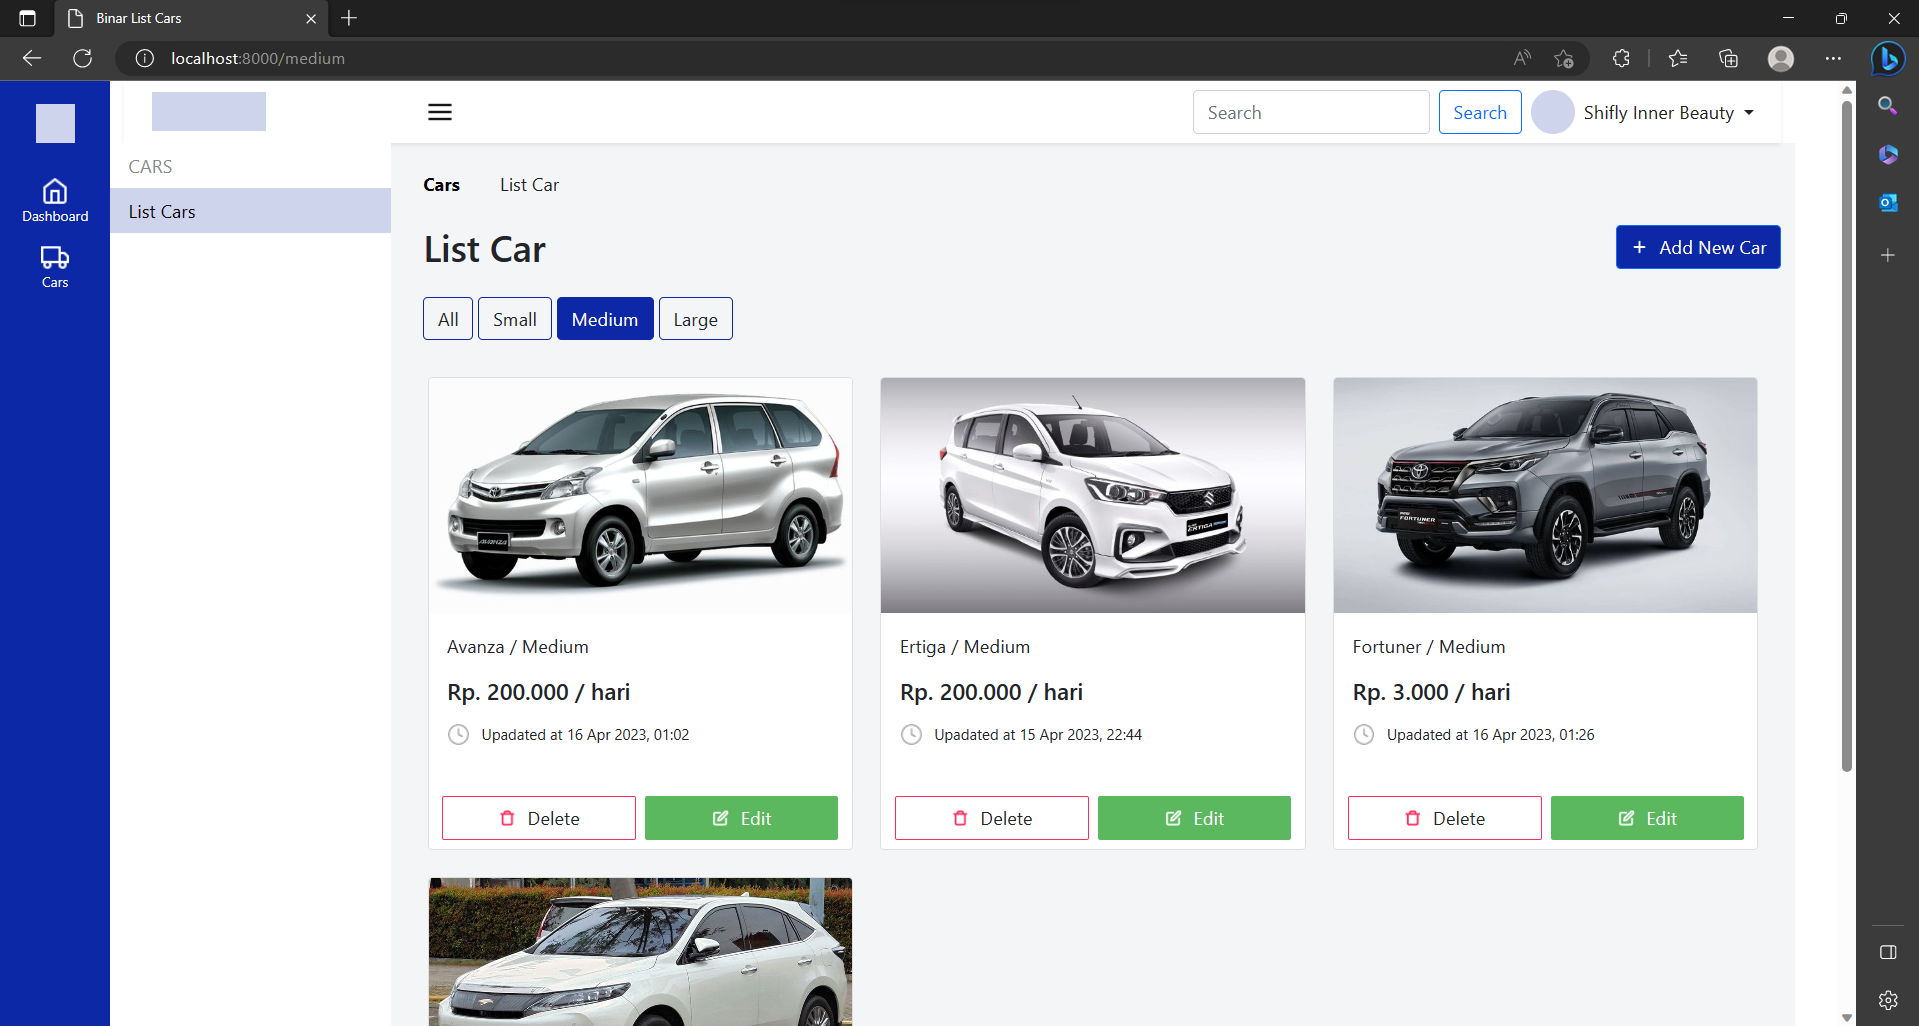 Binar List Cars
localhost:8000/medium
Search
Search
Shifly Inner Beauty
Dashboard
Cars
CARS
List Cars
Cars
List Car
List Car
+ Add New Car
All
Small
Medium
Large
AVANZA
ERTIGA
FORTUNER
Avanza / Medium
Rp. 200.000 / hari
Upadated at 16 Apr 2023, 01:02
Delete
Edit
Ertiga / Medium
Rp. 200.000 / hari
Upadated at 15 Apr 2023, 22:44
Delete
Edit
Fortuner / Medium
Rp. 3.000 / hari
Upadated at 16 Apr 2023, 01:26
Delete
Edit